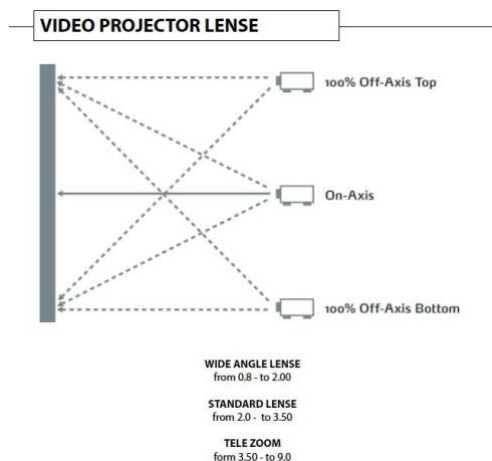 VIDEO PROJECTOR LENSE
100% Off-Axis Top
On-Axis
100% Off-Axis Bottom
WIDE ANGLE LENSE
from 0.8 - to 2.00
STANDARD LENSE
from 2.0 - to 3.50
TELE ZOOM
form 3.50 - to 9.0